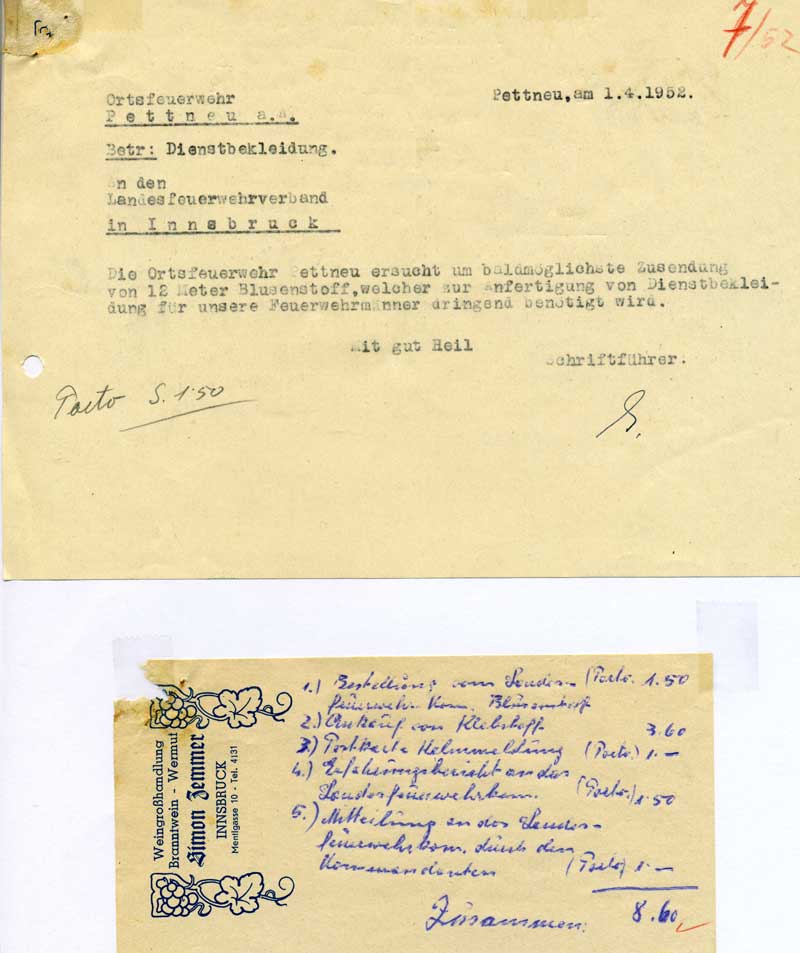 7/52
Ortsfeuerwehr
Pettneu a.A.
Pettneu, am 1.4.1952.
Betr: Dienstbekleidung.
An den
Landesfeuerwehrverband
in Innsbruck
Die Ortsfeuerwehr Pettneu ersucht um baldmöglichste Zusendung
von 12 Meter Blusenstoff, welcher zur Anfertigung von Dienstbeklei-
dung für unsere Feuerwehrmänner dringend benötigt wird.
Mit gut Heil
Schriftführer.
Porto S. 1.50
Weingroßhandlung
Branntwein - Wermut
Simon Zemmer
INNSBRUCK
Mentlgasse 10 - Tel. 4131
1.) Bestellung vom Landes- (Porto. 1.50
feuerwehr Kom. Blusenstoff
2.) Ankauf von Klebstoff 3.60
3.) Postkarte Helmmeldung (Porto) 1.—
4.) Erfahrungsbericht an das
Landesfeuerwehrkom. (Porto.) 1.50
5.) Mitteilung an das Landes-
feuerwehrkom. durch den
Kommandanten (Porto) 1.—
Zusammen: 8.60